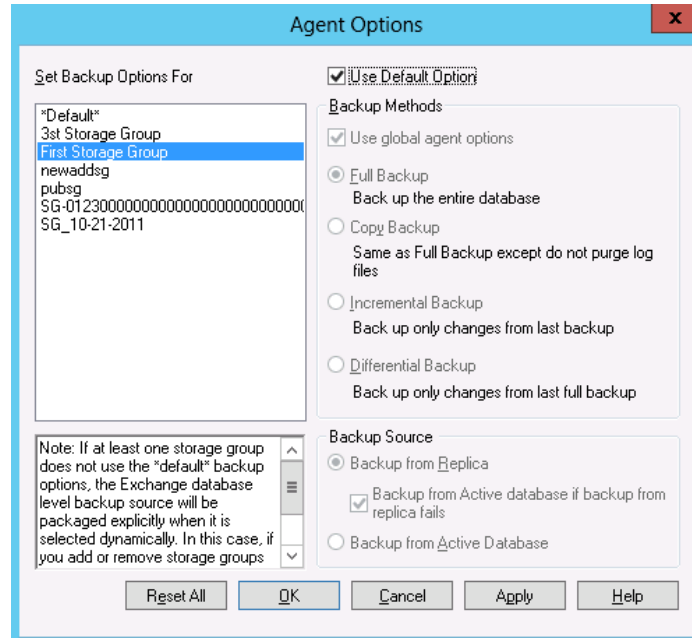 Agent Options
x
Set Backup Options For
Use Default Option
*Default*
3st Storage Group
First Storage Group
newaddsg
pubsg
SG_10-21-2011
Backup Methods
Use global agent options
Full Backup
Back up the entire database
Copy Backup
Same as Full Backup except do not purge log
files
Incremental Backup
Back up only changes from last backup
Differential Backup
Back up only changes from last full backup
Note: If at least one storage group
does not use the *default* backup
options, the Exchange database
level backup source will be
packaged explicitly when it is
selected dynamically. In this case, if
you add or remove storage groups
Backup Source
Backup from Replica
Backup from Active database if backup from
replica fails
Backup from Active Database
Reset All
OK
Cancel
Apply
Help